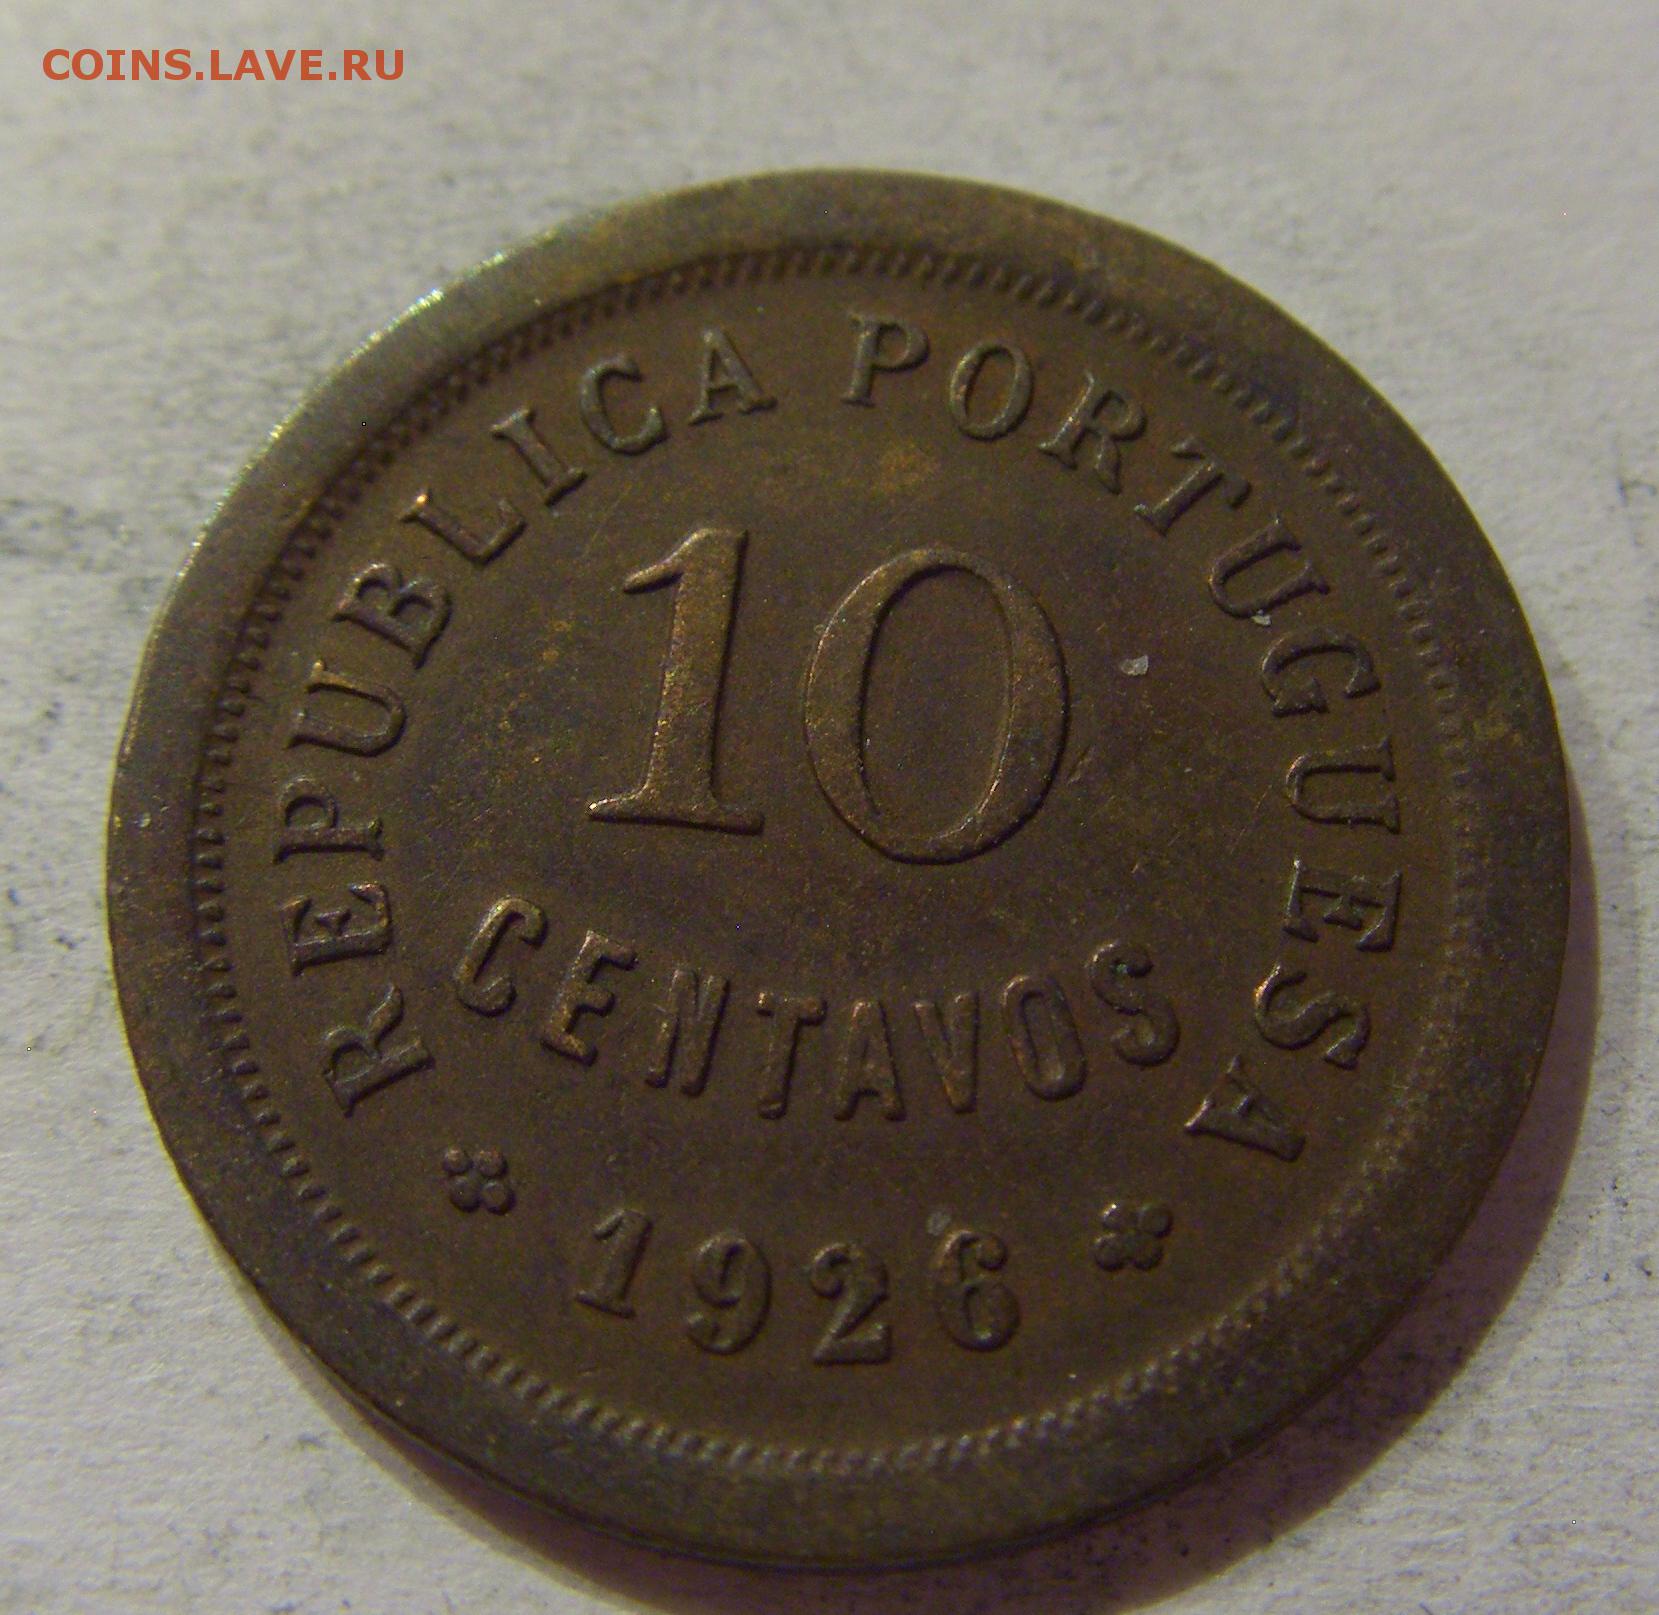 COINS.LAVE.RU
REPUBLICA PORTUGUESA
10
CENTAVOS
1926